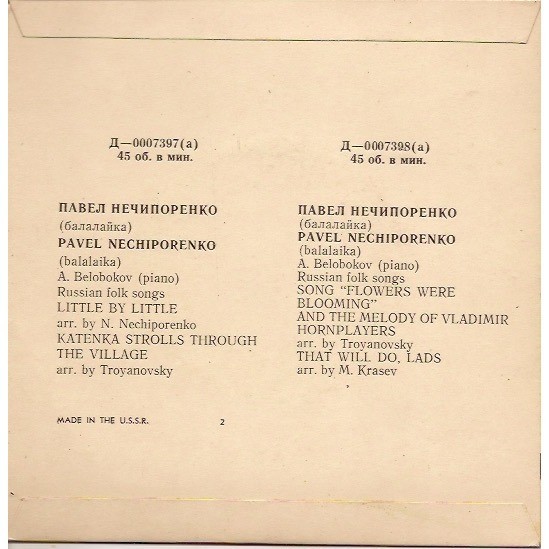 Д—0007397(а)
45 об. в мин.
ПАВЕЛ НЕЧИПОРЕНКО
(балалайка)
PAVEL NECHIPORENKO
(balalaika)
A. Belobokov (piano)
Russian folk songs
LITTLE BY LITTLE
arr. by N. Nechiporenko
KATENKA STROLLS THROUGH
THE VILLAGE
arr. by Troyanovsky
Д—0007398(а)
45 об. в мин.
ПАВЕЛ НЕЧИПОРЕНКО
(балалайка)
PAVEL NECHIPORENKO
(balalaika)
A. Belobokov (piano)
Russian folk songs
SONG "FLOWERS WERE
BLOOMING"
AND THE MELODY OF VLADIMIR
HORNPLAYERS
arr. by Troyanovsky
THAT WILL DO, LADS
arr. by M. Krasev
MADE IN THE U.S.S.R. 2